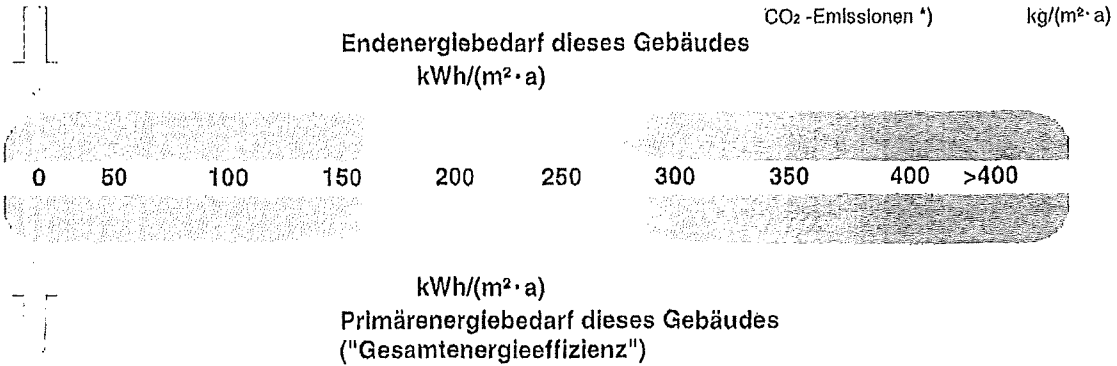 CO₂ -Emissionen *) kg/(m²· a)
Endenergiebedarf dieses Gebäudes
kWh/(m²· a)
0 50 100 150 200 250 300 350 400 >400
kWh/(m²· a)
Primärenergiebedarf dieses Gebäudes
("Gesamtenergieeffizienz")